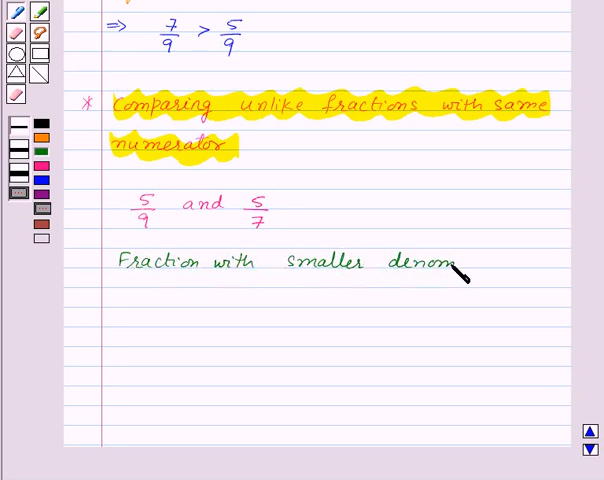 ⇒ 7/9 > 5/9
* Comparing unlike fractions with same
numerator
5/9 and 5/7
Fraction with smaller denom